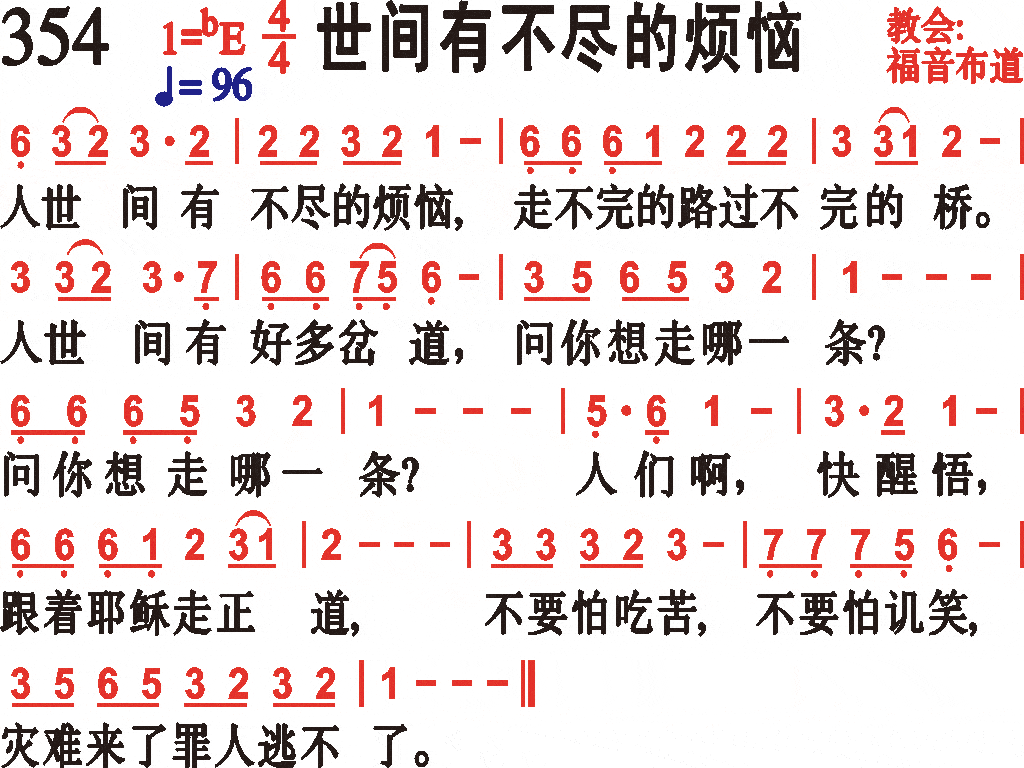 354 1=bE 4/4 世间有不尽的烦恼 教会:
♩=96 福音布道
6 3 2 3·2 | 2 2 3 2 1 - | 6 6 6 1 2 2 2 | 3 3 1 2 - |
人世 间有 不尽的烦恼, 走不完的路过不 完的 桥。
3 3 2 3·7 | 6 6 7 5 6 - | 3 5 6 5 3 2 | 1 - - - |
人世 间有 好多岔 道, 问你想走哪一 条?
6 6 6 5 3 2 | 1 - - - | 5·6 1 - | 3·2 1 - |
问你想 走 哪一 条? 人们啊, 快醒悟,
6 6 6 1 2 3 1 | 2 - - - | 3 3 3 2 3 - | 7 7 7 5 6 - |
跟着耶稣走正 道, 不要怕吃苦, 不要怕讥笑,
3 5 6 5 3 2 3 2 | 1 - - - ||
灾难来了罪人逃不 了。